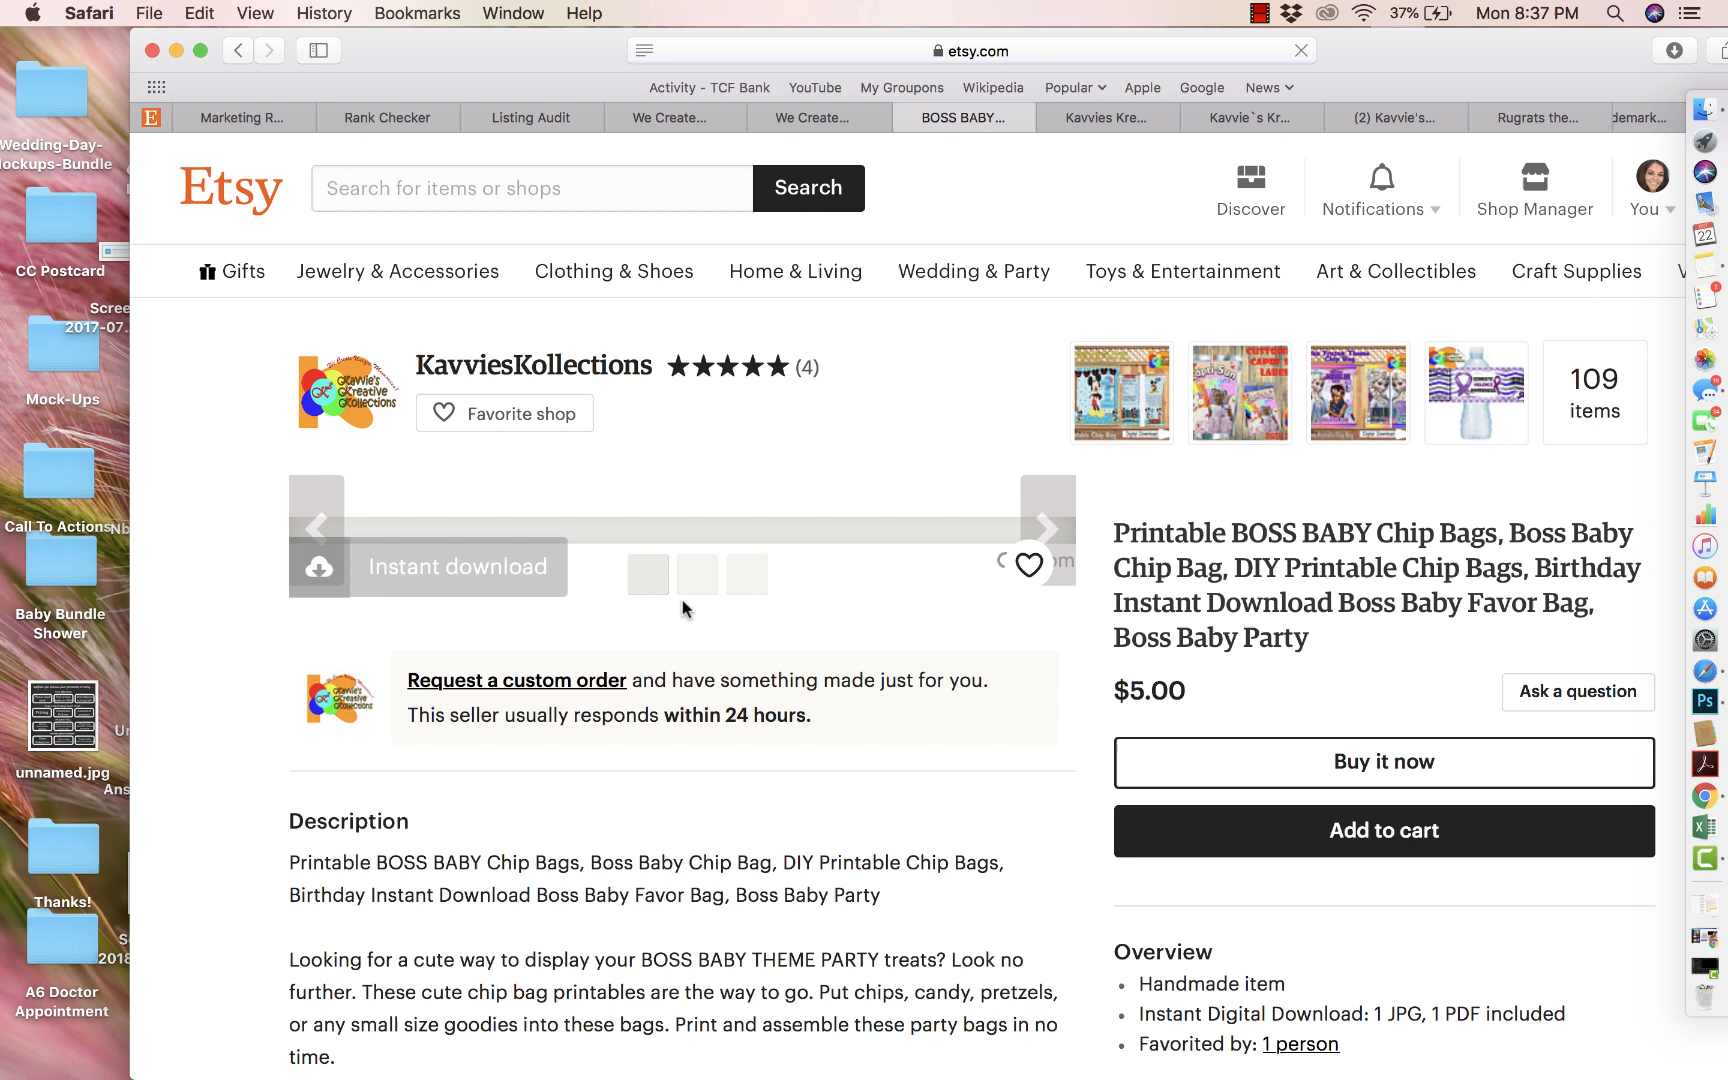 Safari File Edit View History Bookmarks Window Help 37% Mon 8:37 PM
etsy.com
Activity - TCF Bank YouTube My Groupons Wikipedia Popular Apple Google News
E Marketing R... Rank Checker Listing Audit We Create... We Create... BOSS BABY... Kavvies Kre... Kavvie`s Kr... (2) Kavvie's... Rugrats the... demark...
Etsy Search for items or shops Search
Discover Notifications Shop Manager You
Gifts Jewelry & Accessories Clothing & Shoes Home & Living Wedding & Party Toys & Entertainment Art & Collectibles Craft Supplies
KavviesKollections (4)
Favorite shop
109
items
Instant download
Printable BOSS BABY Chip Bags, Boss Baby
Chip Bag, DIY Printable Chip Bags, Birthday
Instant Download Boss Baby Favor Bag,
Boss Baby Party
$5.00 Ask a question
Request a custom order and have something made just for you.
This seller usually responds within 24 hours.
Buy it now
Add to cart
Description
Printable BOSS BABY Chip Bags, Boss Baby Chip Bag, DIY Printable Chip Bags,
Birthday Instant Download Boss Baby Favor Bag, Boss Baby Party
Looking for a cute way to display your BOSS BABY THEME PARTY treats? Look no
further. These cute chip bag printables are the way to go. Put chips, candy, pretzels,
or any small size goodies into these bags. Print and assemble these party bags in no
time.
Overview
Handmade item
Instant Digital Download: 1 JPG, 1 PDF included
Favorited by: 1 person
Wedding-Day-
Mockups-Bundle
CC Postcard
Scree
2017-07.
Mock-Ups
Call To Actions
Baby Bundle
Shower
unnamed.jpg
Ans
Thanks!
2018
A6 Doctor
Appointment
22
Ps